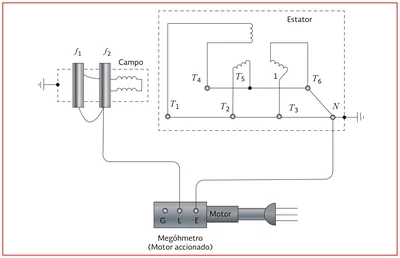 Estator
f1 f2
Campo
T4 T5 1 T6
T1 T2 T3 N
G L E
Motor
Megóhmetro
(Motor accionado)